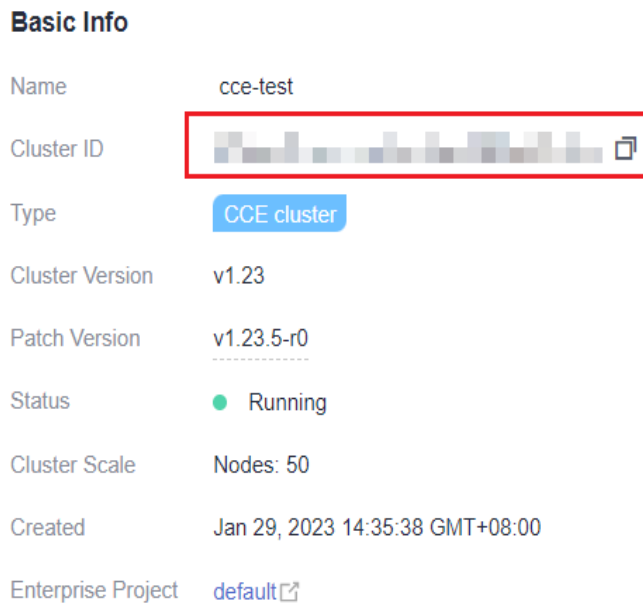 Basic Info
Name cce-test
Cluster ID
Type CCE cluster
Cluster Version v1.23
Patch Version v1.23.5-r0
Status Running
Cluster Scale Nodes: 50
Created Jan 29, 2023 14:35:38 GMT+08:00
Enterprise Project default